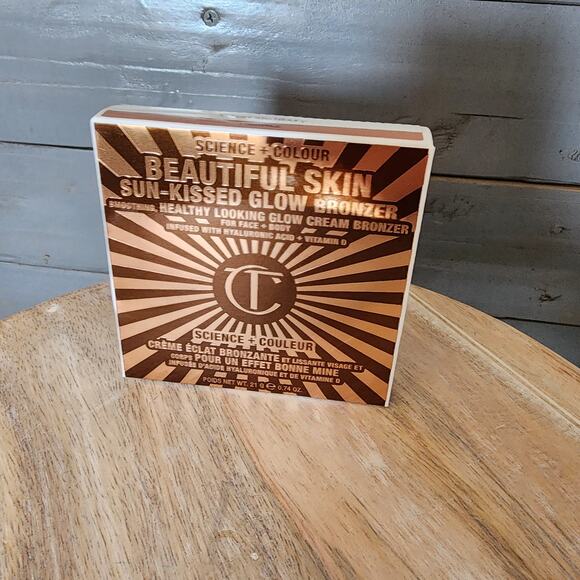 SCIENCE + COLOUR
BEAUTIFUL SKIN
SUN-KISSED GLOW BRONZER
SMOOTHING, HEALTHY LOOKING GLOW CREAM BRONZER
FOR FACE + BODY
INFUSED WITH HYALURONIC ACID + VITAMIN D
CT
SCIENCE + COULEUR
CRÈME ÉCLAT BRONZANTE ET LISSANTE VISAGE ET
CORPS POUR UN EFFET BONNE MINE
INFUSÉE D'ACIDE HYALURONIQUE ET DE VITAMINE D
POIDS NET WT. 21 g ℮ 0.74 OZ.